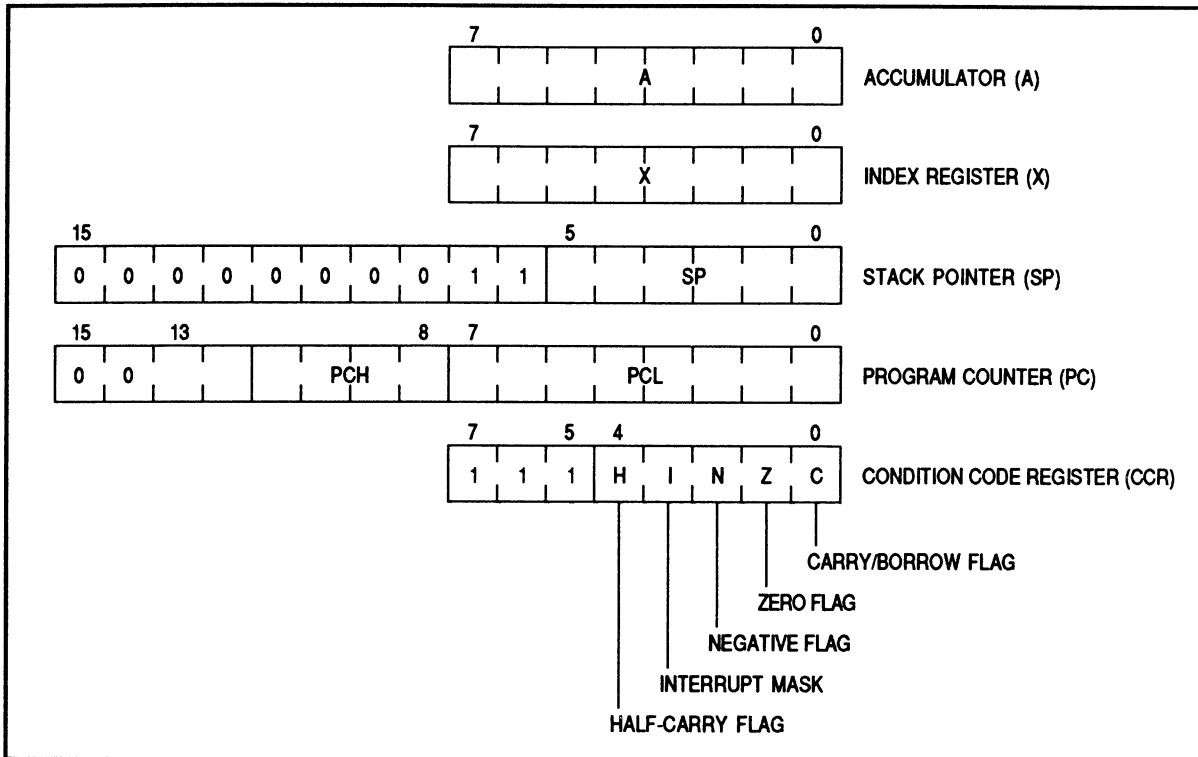 7 0
A ACCUMULATOR (A)
7 0
X INDEX REGISTER (X)
15 5 0
0 0 0 0 0 0 0 0 1 1 SP STACK POINTER (SP)
15 13 8 7 0
0 0 PCH PCL PROGRAM COUNTER (PC)
7 5 4 0
1 1 1 H I N Z C CONDITION CODE REGISTER (CCR)
CARRY/BORROW FLAG
ZERO FLAG
NEGATIVE FLAG
INTERRUPT MASK
HALF-CARRY FLAG